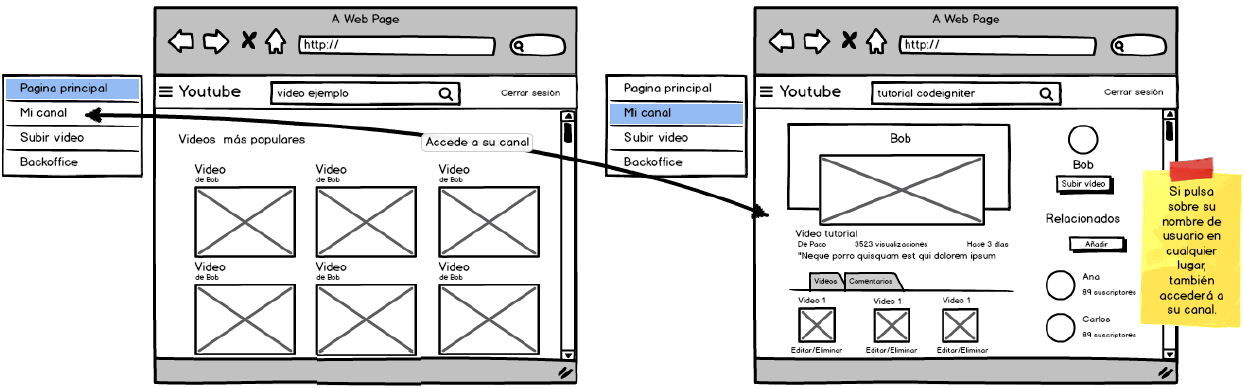 A Web Page
http://
Pagina principal
Mi canal
Subir video
Backoffice
Youtube
video ejemplo
Cerrar sesión
Videos más populares
Accede a su canal
Video
de Bob
Video
de Bob
Video
de Bob
Video
de Bob
Video
de Bob
Video
de Bob
A Web Page
http://
Pagina principal
Mi canal
Subir video
Backoffice
Youtube
tutorial codeigniter
Cerrar sesión
Bob
Bob
Subir vídeo
Video tutorial
De Paco 3523 visualizaciones Hase 3 dias
"Neque porro quisquam est qui dolorem ipsum
Relacionados
Añadir
Videos Comentarios
Video 1 Video 1 Video 1
Editar/Eliminar Editar/Eliminar Editar/Eliminar
Ana
89 suscriptores
Carlos
89 suscriptores
Si pulsa
sobre su
nombre de
usuario en
cualquier
lugar,
también
accederá a
su canal.